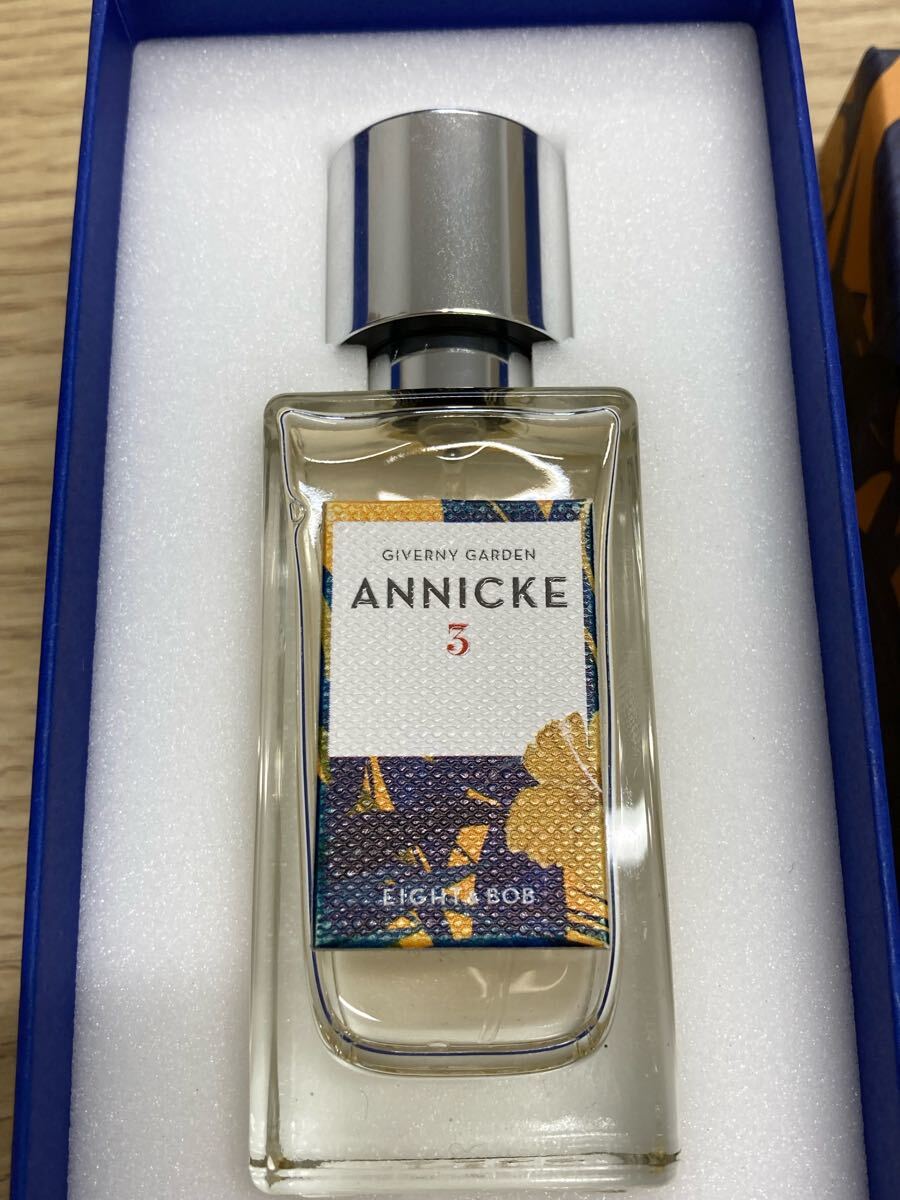 GIVERNY GARDEN
ANNICKE
3
EIGHT & BOB